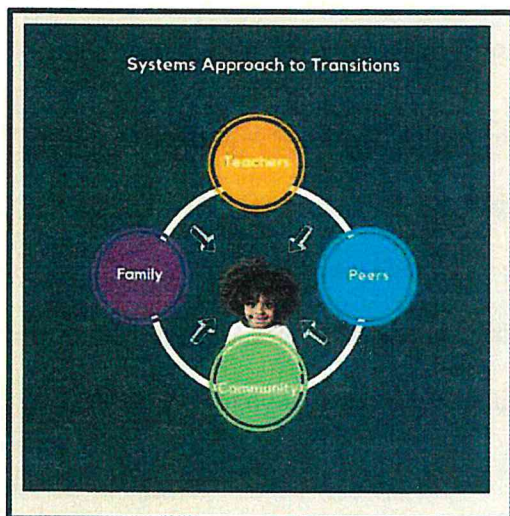 Systems Approach to Transitions
Teachers
Family
Peers
Community